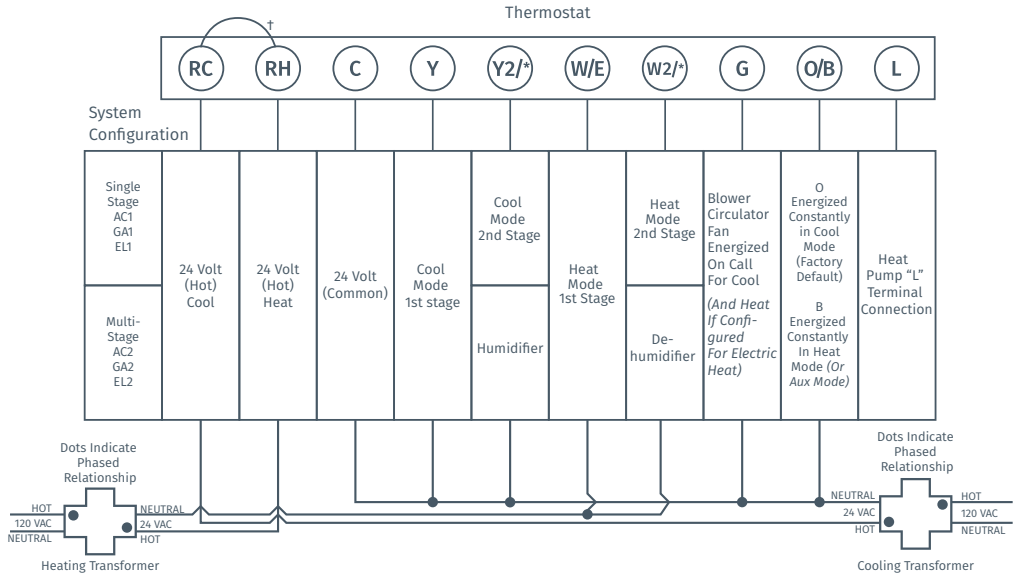 Thermostat
†
RC
RH
C
Y
Y2/*
W/E
W2/*
G
O/B
L
System
Configuration
Single
Stage
AC1
GA1
EL1
Multi-
Stage
AC2
GA2
EL2
24 Volt
(Hot)
Cool
24 Volt
(Hot)
Heat
24 Volt
(Common)
Cool
Mode
1st stage
Cool
Mode
2nd Stage
Humidifier
Heat
Mode
1st Stage
Heat
Mode
2nd Stage
De-
humidifier
Blower
Circulator
Fan
Energized
On Call
For Cool
(And Heat
If Confi-
gured
For Electric
Heat)
O
Energized
Constantly
in Cool
Mode
(Factory
Default)
B
Energized
Constantly
In Heat
Mode (Or
Aux Mode)
Heat
Pump “L”
Terminal
Connection
Dots Indicate
Phased
Relationship
HOT
120 VAC
NEUTRAL
NEUTRAL
24 VAC
HOT
Heating Transformer
Dots Indicate
Phased
Relationship
NEUTRAL
24 VAC
HOT
HOT
120 VAC
NEUTRAL
Cooling Transformer